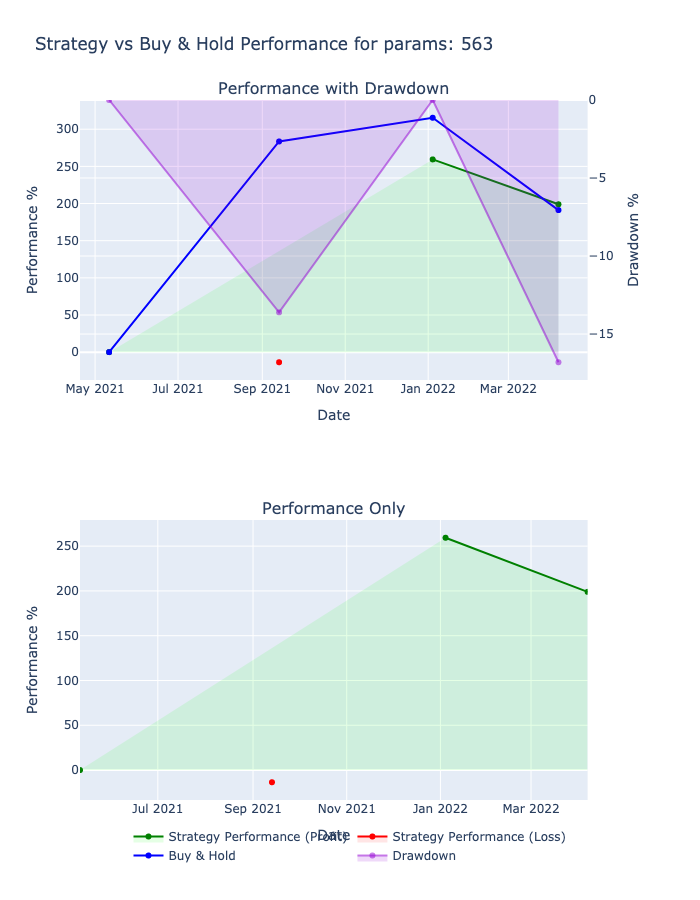 Strategy vs Buy & Hold Performance for params: 563
Performance with Drawdown
300
250
200
150
100
50
0
Performance %
0
−5
−10
−15
Drawdown %
May 2021 Jul 2021 Sep 2021 Nov 2021 Jan 2022 Mar 2022
Date
Performance Only
250
200
150
100
50
0
Performance %
Jul 2021 Sep 2021 Nov 2021 Jan 2022 Mar 2022
Date
Strategy Performance (Profit) Strategy Performance (Loss)
Buy & Hold Drawdown